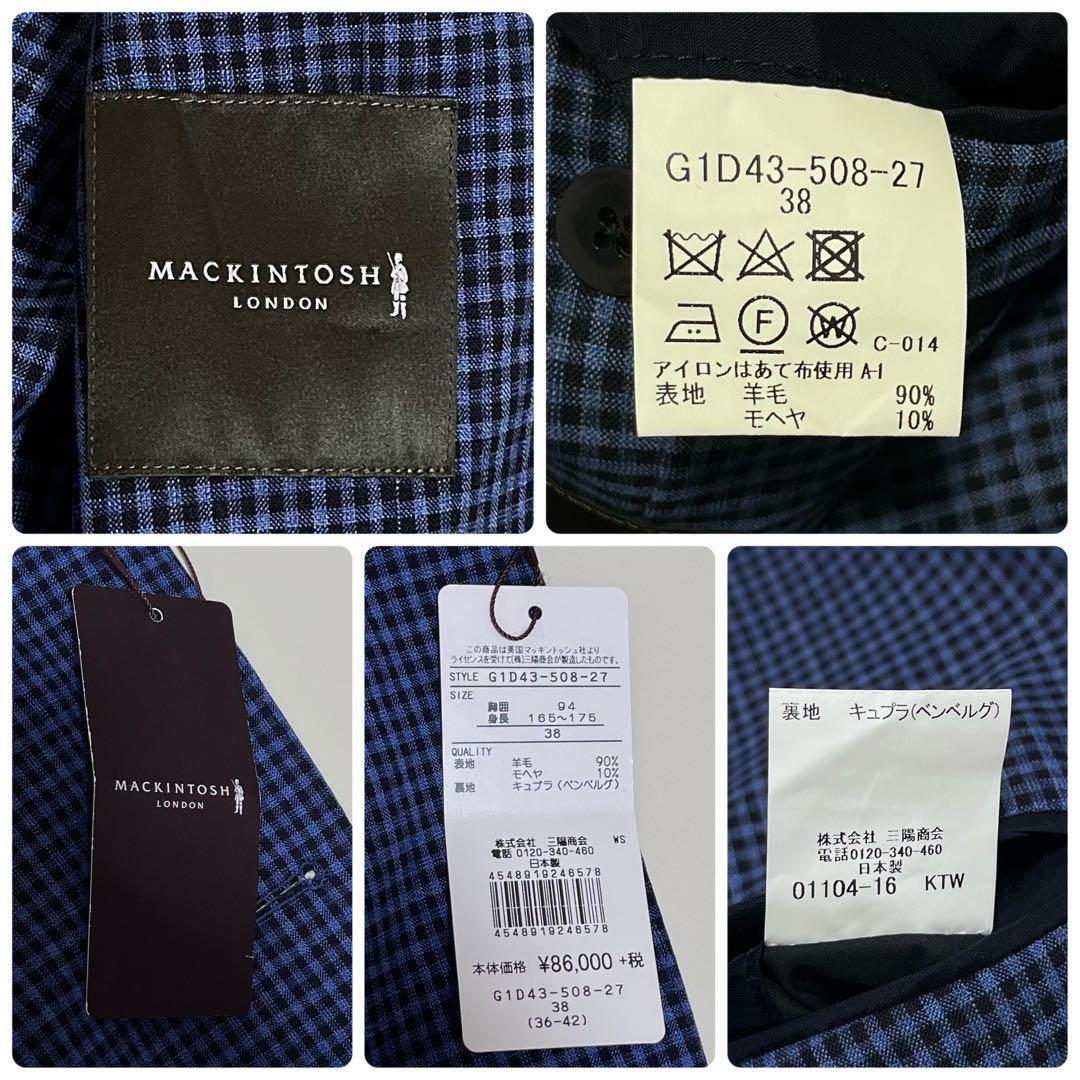 MACKINTOSH
LONDON
G1D43-508-27
38
F
W
C-014
アイロンはあて布使用 A-1
表地 羊毛 90%
モヘヤ 10%
MACKINTOSH
LONDON
この商品は英国マッキントッシュ社より
ライセンスを受けて(株)三陽商会が製造したものです。
STYLE G1D43-508-27
SIZE
胸囲 94
身長 165〜175
38
QUALITY
表地 羊毛 90%
モヘヤ 10%
裏地 キュプラ(ベンベルグ)
株式会社 三陽商会 WS
電話 0120-340-460
日本製
4548919246578
4548919246578
本体価格 ¥86,000 +税
G1D43-508-27
38
(36-42)
裏地 キュプラ(ベンベルグ)
株式会社 三陽商会
電話0120-340-460
日本製
01104-16 KTW